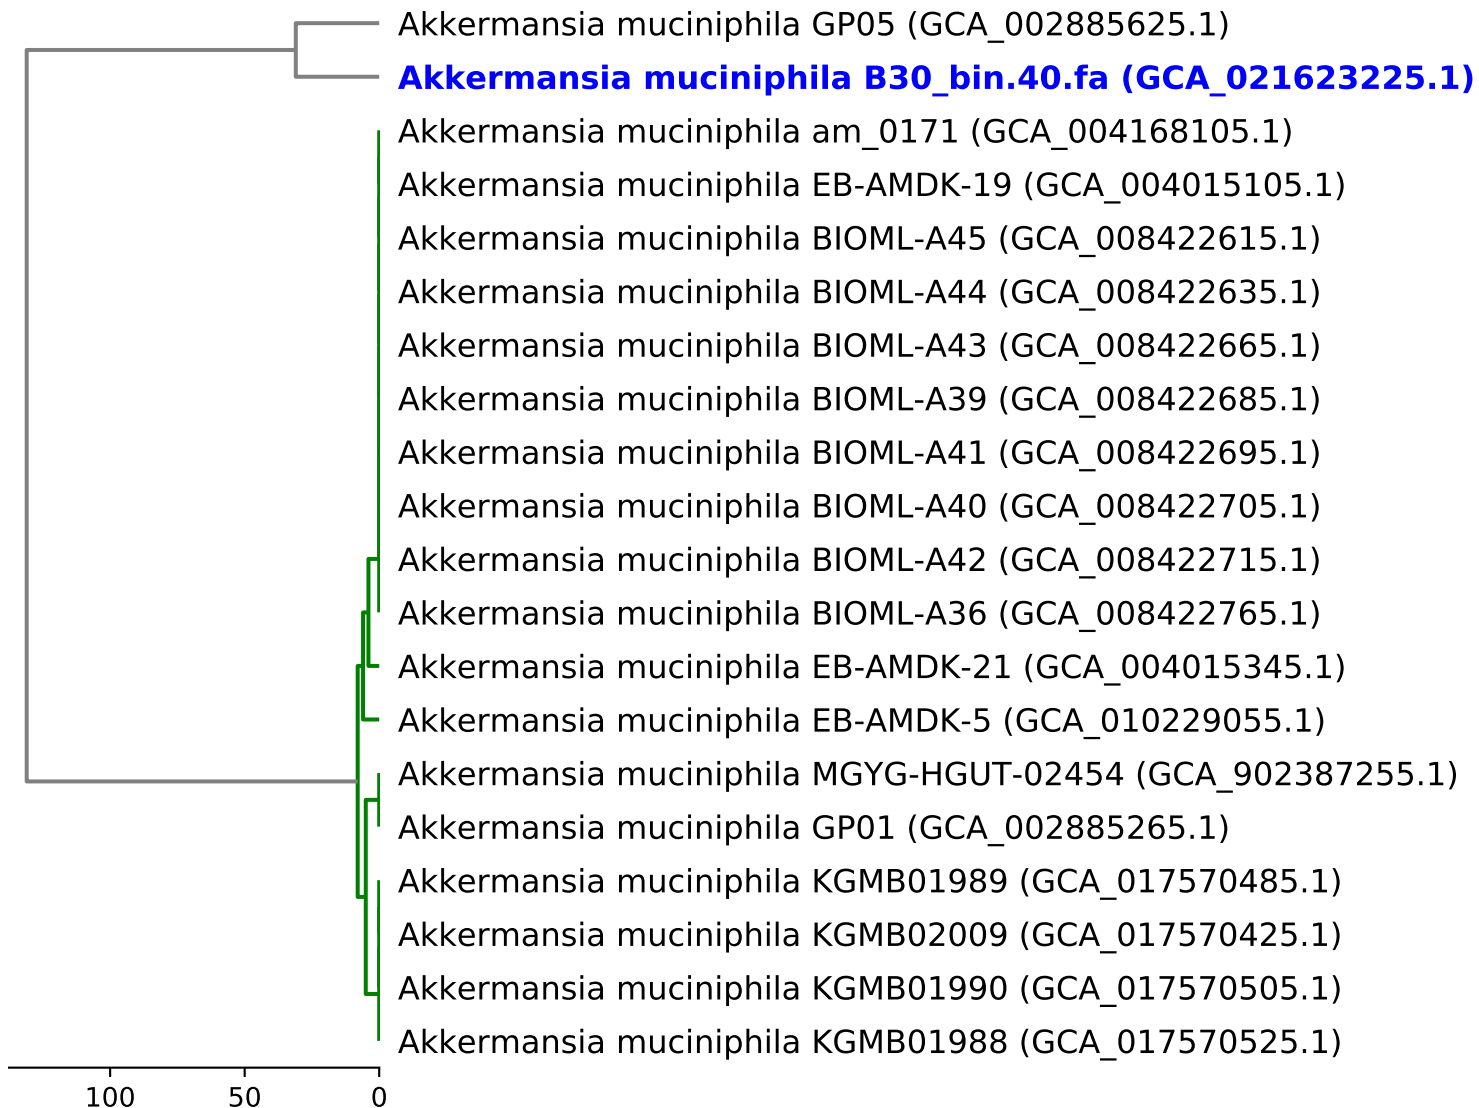 Akkermansia muciniphila GP05 (GCA_002885625.1)
Akkermansia muciniphila B30_bin.40.fa (GCA_021623225.1)
Akkermansia muciniphila am_0171 (GCA_004168105.1)
Akkermansia muciniphila EB-AMDK-19 (GCA_004015105.1)
Akkermansia muciniphila BIOML-A45 (GCA_008422615.1)
Akkermansia muciniphila BIOML-A44 (GCA_008422635.1)
Akkermansia muciniphila BIOML-A43 (GCA_008422665.1)
Akkermansia muciniphila BIOML-A39 (GCA_008422685.1)
Akkermansia muciniphila BIOML-A41 (GCA_008422695.1)
Akkermansia muciniphila BIOML-A40 (GCA_008422705.1)
Akkermansia muciniphila BIOML-A42 (GCA_008422715.1)
Akkermansia muciniphila BIOML-A36 (GCA_008422765.1)
Akkermansia muciniphila EB-AMDK-21 (GCA_004015345.1)
Akkermansia muciniphila EB-AMDK-5 (GCA_010229055.1)
Akkermansia muciniphila MGYG-HGUT-02454 (GCA_902387255.1)
Akkermansia muciniphila GP01 (GCA_002885265.1)
Akkermansia muciniphila KGMB01989 (GCA_017570485.1)
Akkermansia muciniphila KGMB02009 (GCA_017570425.1)
Akkermansia muciniphila KGMB01990 (GCA_017570505.1)
Akkermansia muciniphila KGMB01988 (GCA_017570525.1)
100 50 0